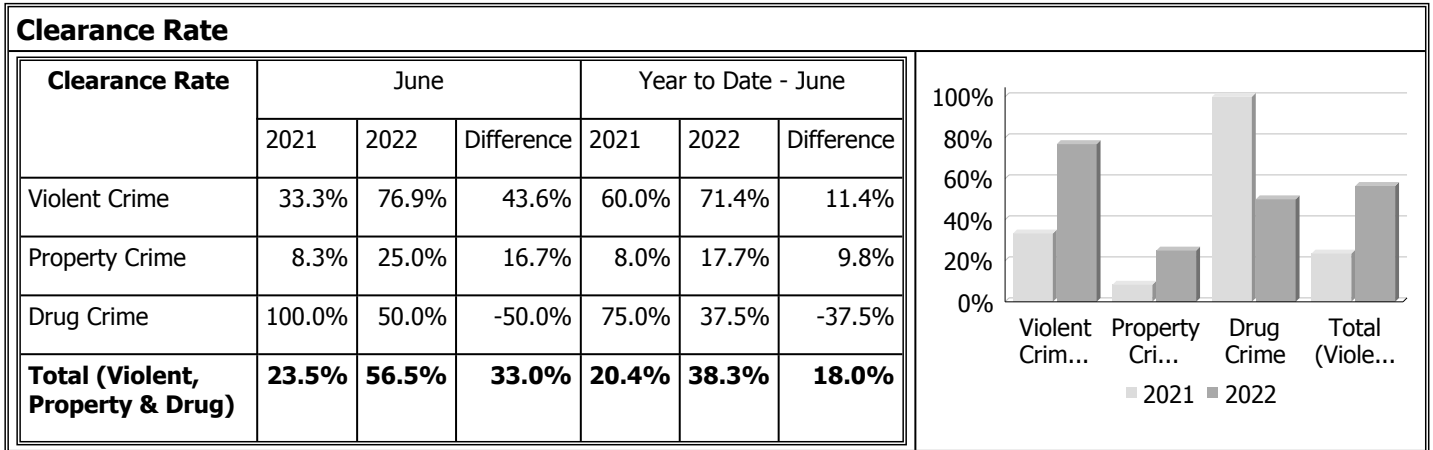 Clearance Rate
Clearance Rate June Year to Date - June
2021 2022 Difference 2021 2022 Difference
Violent Crime 33.3% 76.9% 43.6% 60.0% 71.4% 11.4%
Property Crime 8.3% 25.0% 16.7% 8.0% 17.7% 9.8%
Drug Crime 100.0% 50.0% -50.0% 75.0% 37.5% -37.5%
Total (Violent, 23.5% 56.5% 33.0% 20.4% 38.3% 18.0%
Property & Drug)
100%
80%
60%
40%
20%
0%
Violent Property Drug Total
Crim... Cri... Crime (Viole...
2021 2022